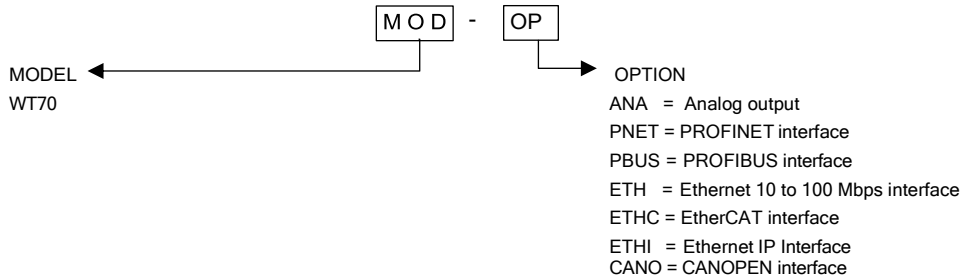 MOD - OP
MODEL
WT70
OPTION
ANA = Analog output
PNET = PROFINET interface
PBUS = PROFIBUS interface
ETH = Ethernet 10 to 100 Mbps interface
ETHC = EtherCAT interface
ETHI = Ethernet IP Interface
CANO = CANOPEN interface